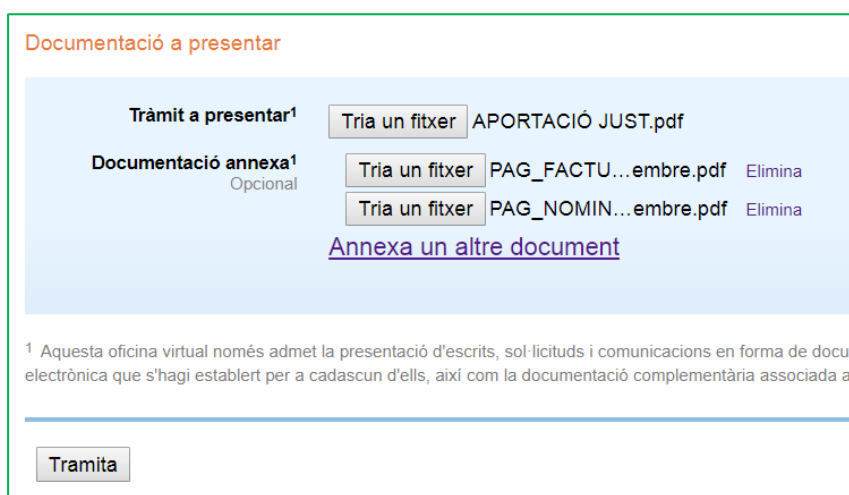 Documentació a presentar
Tràmit a presentar¹ Tria un fitxer APORTACIÓ JUST.pdf
Documentació annexa¹ Tria un fitxer PAG_FACTU...embre.pdf Elimina
Opcional
Tria un fitxer PAG_NOMIN...embre.pdf Elimina
Annexa un altre document
¹ Aquesta oficina virtual només admet la presentació d'escrits, sol·licituds i comunicacions en forma de docu
electrònica que s'hagi establert per a cadascun d'ells, així com la documentació complementària associada a
Tramita